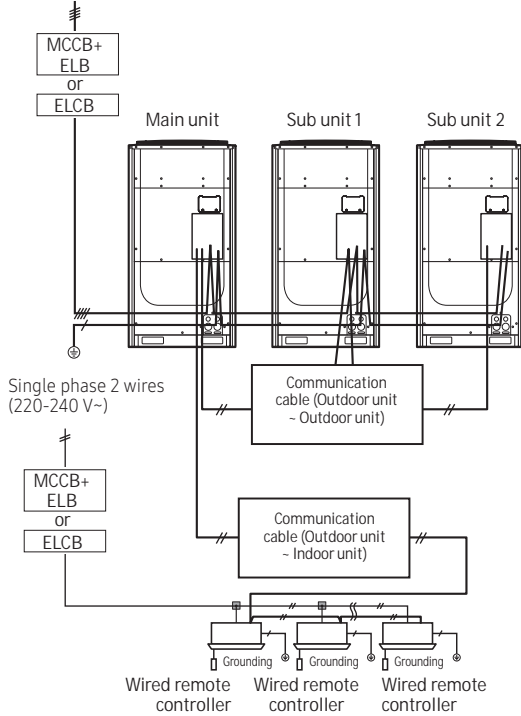 MCCB+
ELB
or
ELCB
Main unit
Sub unit 1
Sub unit 2
Single phase 2 wires
(220-240 V~)
Communication
cable (Outdoor unit
~ Outdoor unit)
MCCB+
ELB
or
ELCB
Communication
cable (Outdoor unit
~ Indoor unit)
Grounding
Grounding
Grounding
Wired remote
controller
Wired remote
controller
Wired remote
controller